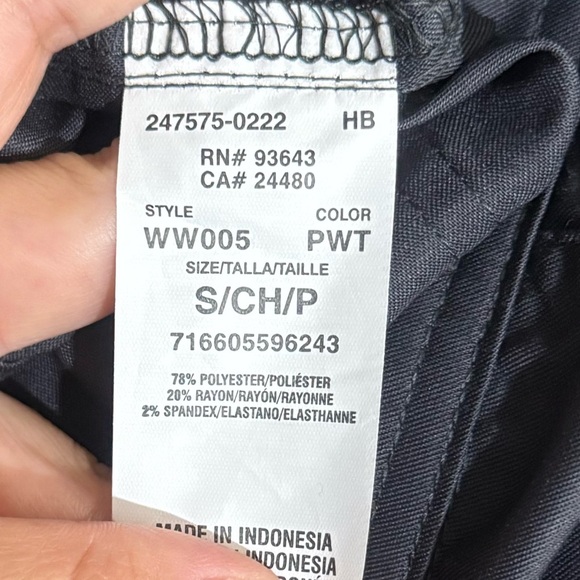 247575-0222 HB
RN# 93643
CA# 24480
STYLE COLOR
WW005 PWT
SIZE/TALLA/TAILLE
S/CH/P
716605596243
78% POLYESTER/POLIÉSTER
20% RAYON/RAYÓN/RAYONNE
2% SPANDEX/ELASTANO/ELASTHANNE
MADE IN INDONESIA
INDONESIA